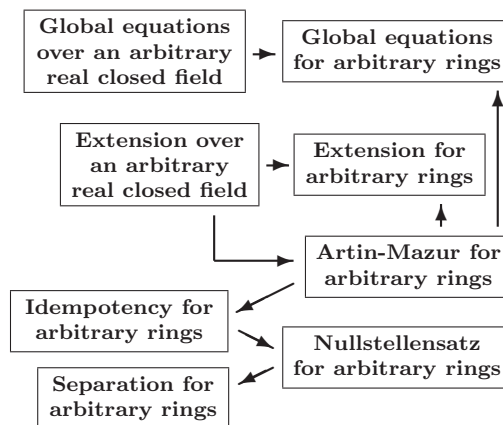 Global equations
over an arbitrary
real closed field
Global equations
for arbitrary rings
Extension over
an arbitrary
real closed field
Extension for
arbitrary rings
Artin-Mazur for
arbitrary rings
Idempotency for
arbitrary rings
Nullstellensatz
for arbitrary rings
Separation for
arbitrary rings